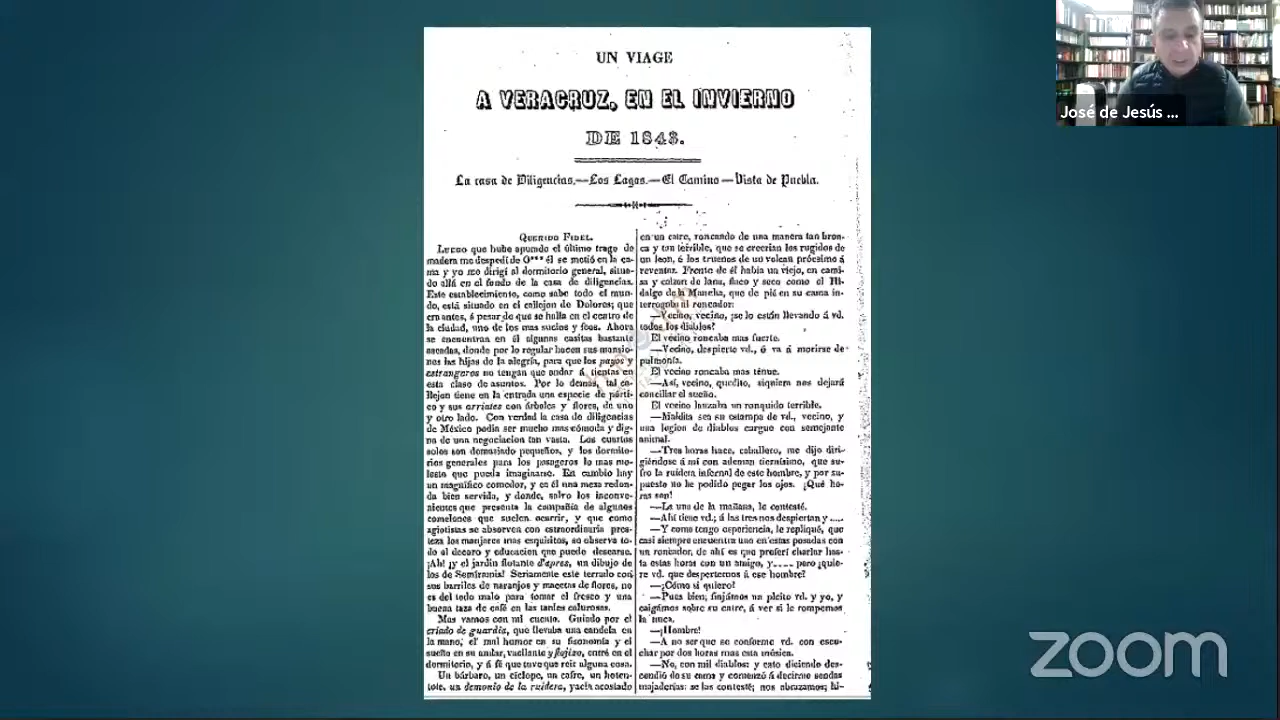 UN VIAGE
A VERACRUZ, EN EL INVIERNO
DE 1843.
La casa de Diligencias.—Los Lagos.—El Camino—Vista de Puebla.
QUERIDO FIDEL.
LUEGO que hube apurado el último trago de
madera me despedí de O*** él se metió en la ca-
ma y yo me dirigí al dormitorio general, situa-
do allá en el fondo de la casa de diligencias.
Este establecimiento, como sabe todo el mun-
do, está situado en el callejon de Dolores; que
era antes, á pesar de que se halla en el centro de
la ciudad, uno de los mas sucios y feos. Ahora
se encuentran en él algunas casitas bastante
aseadas, donde por lo regular hacen sus mansio-
nes las hijas de la alegría, para que los payos y
estrangeros no tengan que andar á tientas en
esta clase de asuntos. Por lo demas, tal ca-
llejon tiene en la entrada una especie de pórti-
co y sus arriates con árboles y flores, de uno
y otro lado. Con verdad la casa de diligencias
de México podia ser mucho mas cómoda y dig-
na de una negociacion tan vasta. Los cuartos
solos son demasiado pequeños, y los dormito-
rios generales para los pasageros lo mas mo-
lesto que pueda imaginarse. En cambio hay
un magnífico comedor, y en él una mesa redon-
da bien servida, y donde, salvo los inconve-
nientes que presenta la compañía de algunos
comelones que suelen ocurrir, y que como
agiotistas se absorven con estraordinaria pres-
teza los manjares mas esquisitos, se observa to-
do el decoro y educacion que puede desearse.
¡Ah! ¡y el jardin flotante d'apres, un dibujo de
los de Semíramis! Seriamente este terrado con
sus barriles de naranjos y macetas de flores, no
es del todo malo para tomar el fresco y una
buena taza de café en las tardes calurosas.
Mas vamos con mi cuento. Guiado por el
criado de guardia, que llevaba una candela en
la mano, el mal humor en su fisonomía y el
sueño en su andar, vacilante y flojizo, entré en el
dormitorio, y á fé que tuve que reir alguna cosa.
Un bárbaro, un cíclope, un cafre, un hoten-
tote, un demonio de la ruidera, yacia acostado
en un catre, roncando de una manera tan bron-
ca y tan terrible, que se creerian los rugidos de
un leon, ó los truenos de un volcan prócsimo á
reventar. Frente de él habia un viejo, en cami-
sa y calzon de lana, flaco y seco como el Hi-
dalgo de la Mancha, que de pié en su cama in-
terrogaba al roncador:
—Vecino, vecino, ¿se lo están llevando á vd.
todos los diablos?
El vecino roncaba mas fuerte.
—Vecino, despierte vd., ó va á morirse de
pulmonía.
El vecino roncaba mas ténue.
—Así, vecino, quedito, siquiera nos dejará
conciliar el sueño.
El vecino lanzaba un ronquido terrible.
—Maldita sea su estampa de vd., vecino, y
una legion de diablos cargue con semejante
animal.
—Tres horas hace, caballero, me dijo diri-
giéndose á mí con ademan tiernísimo, que su-
fro la ruidera infernal de este hombre, y por su-
puesto no he podido pegar los ojos. ¿Qué ho-
ras son?
—La una de la mañana, le contesté.
—Ahí tiene vd.; á las tres nos despiertan y ....
—Y como tengo esperiencia, le repliqué, que
casi siempre encuentra uno en estas posadas con
un roncador, de ahí es que preferí charlar has-
ta estas horas con un amigo, y.... pero ¿quie-
re vd. que despertemos á ese hombre?
—¿Cómo si quiero?
—Pues bien; finjámos un pleito vd. y yo, y
caigámos sobre su catre, á ver si le rompemos
la nuca.
—¡Hombre!
—A no ser que se conforme vd. con escu-
char por dos horas mas esta música.
—No, con mil diablos: y esto diciendo des-
cendió de su cama y comenzó á decirme sendas
majaderías: se las contesté; nos abrazamos; hi-
José de Jesús ...
zoom